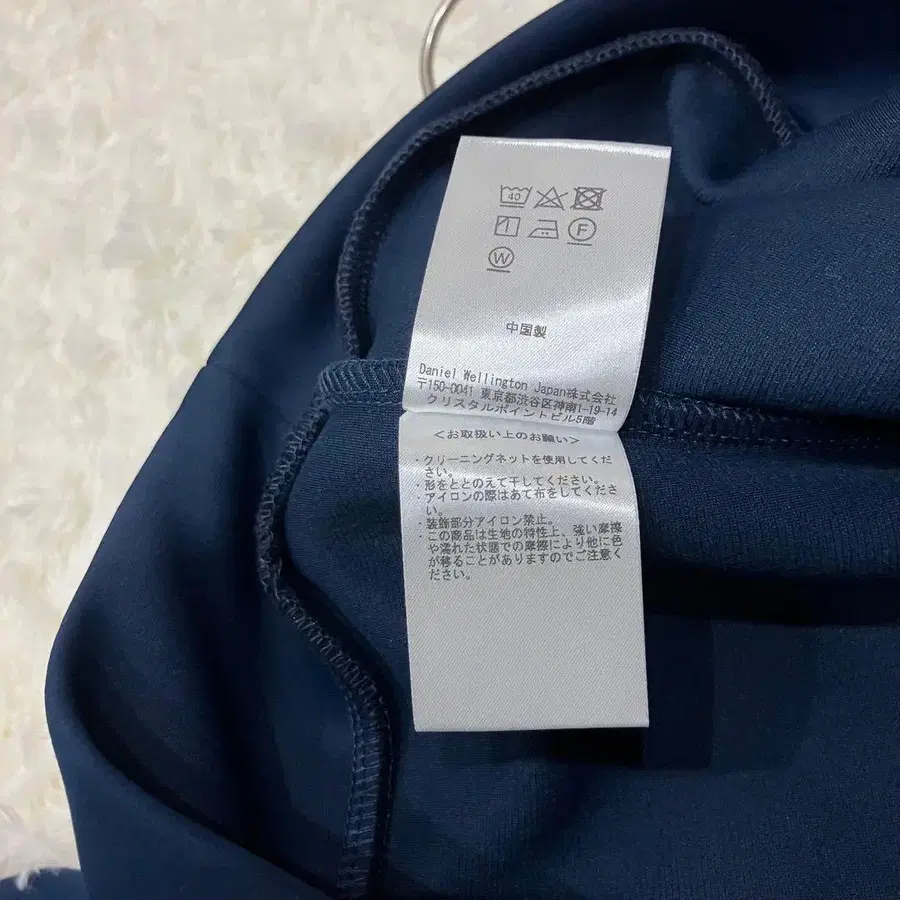 40
F
W
中国製
Daniel Wellington Japan株式会社
〒150-0041 東京都渋谷区神南1-19-14
クリスタルポイントビル5階
<お取扱い上のお願い>
・クリーニングネットを使用してくだ
さい。
・形をととのえて干してください。
・アイロンの際はあて布をしてくださ
い。
・装飾部分アイロン禁止。
・この商品は生地の特性上、強い摩擦
や濡れた状態での摩擦により他に色
が移ることがありますのでご注意く
ださい。